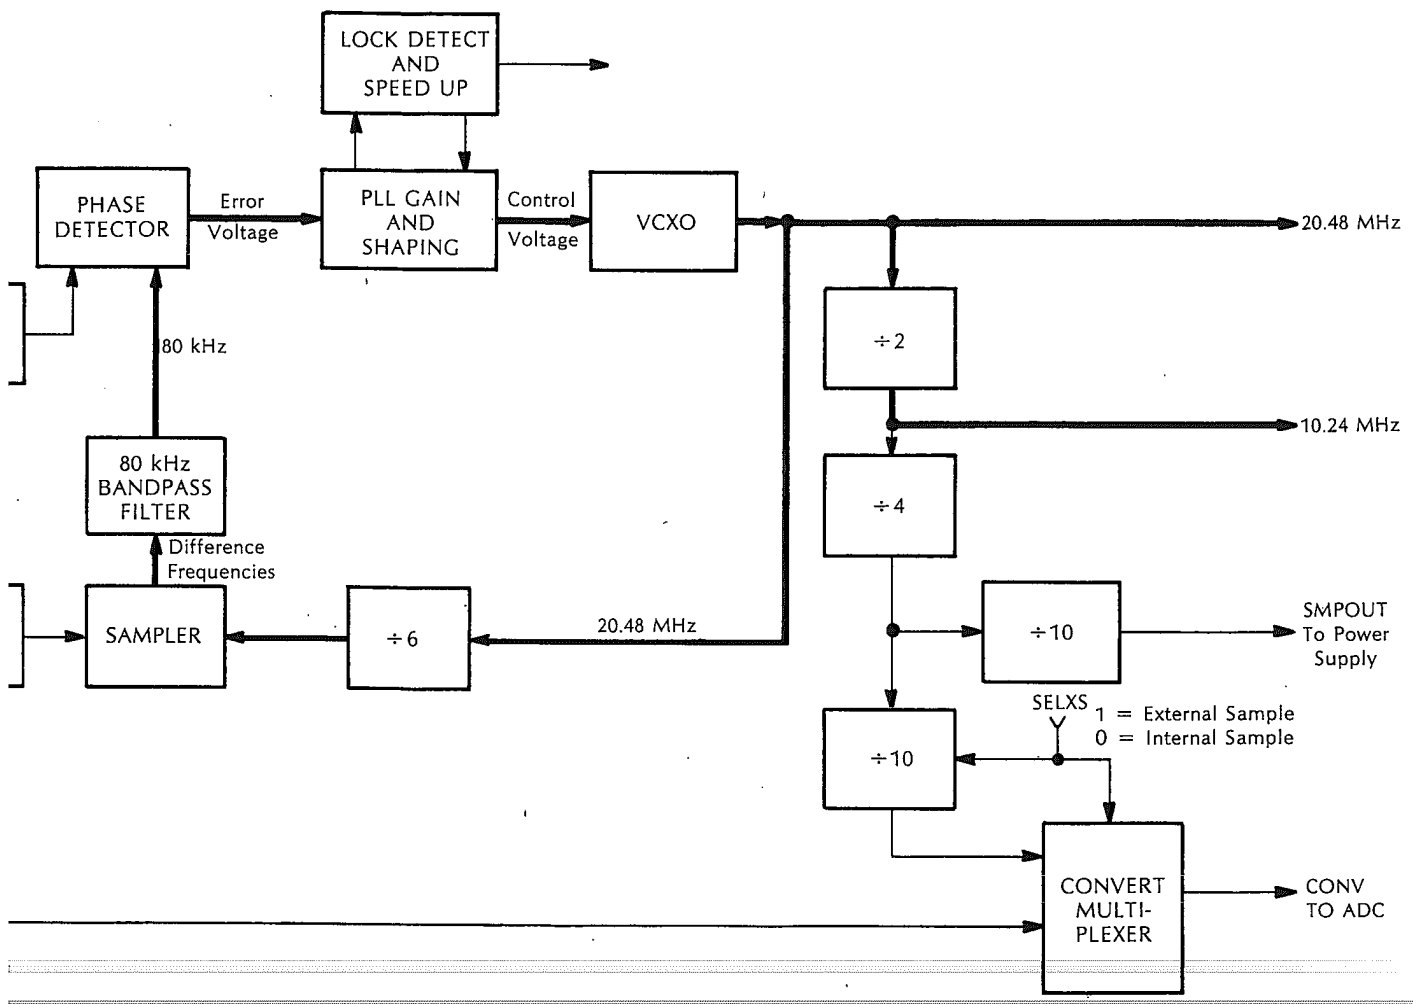 LOCK DETECT
AND
SPEED UP
PHASE
DETECTOR
Error
Voltage
PLL GAIN
AND
SHAPING
Control
Voltage
VCXO
20.48 MHz
÷2
80 kHz
10.24 MHz
80 kHz
BANDPASS
FILTER
÷4
Difference
Frequencies
SAMPLER
÷6
20.48 MHz
÷10
SMPOUT
To Power
Supply
SELXS
1 = External Sample
0 = Internal Sample
÷10
CONVERT
MULTI-
PLEXER
CONV
TO ADC